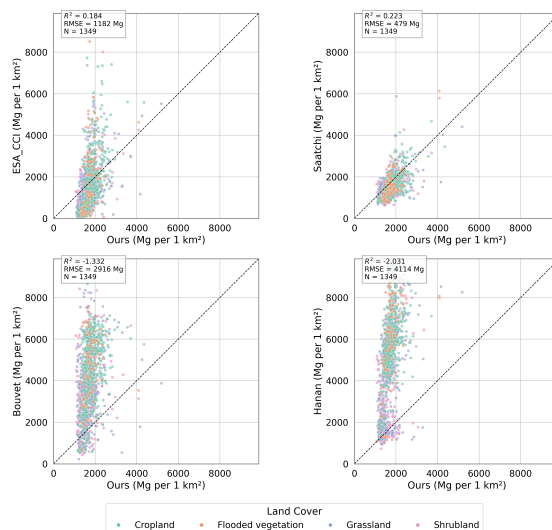 R² = 0.184
RMSE = 1182 Mg
N = 1349
8000
6000
4000
2000
0
ESA_CCI (Mg per 1 km²)
0 2000 4000 6000 8000
Ours (Mg per 1 km²)
R² = 0.223
RMSE = 479 Mg
N = 1349
8000
6000
4000
2000
0
Saatchi (Mg per 1 km²)
0 2000 4000 6000 8000
Ours (Mg per 1 km²)
R² = -1.332
RMSE = 2916 Mg
N = 1349
8000
6000
4000
2000
0
Bouvet (Mg per 1 km²)
0 2000 4000 6000 8000
Ours (Mg per 1 km²)
R² = -2.031
RMSE = 4114 Mg
N = 1349
8000
6000
4000
2000
0
Hanan (Mg per 1 km²)
0 2000 4000 6000 8000
Ours (Mg per 1 km²)
Land Cover
Cropland Flooded vegetation Grassland Shrubland